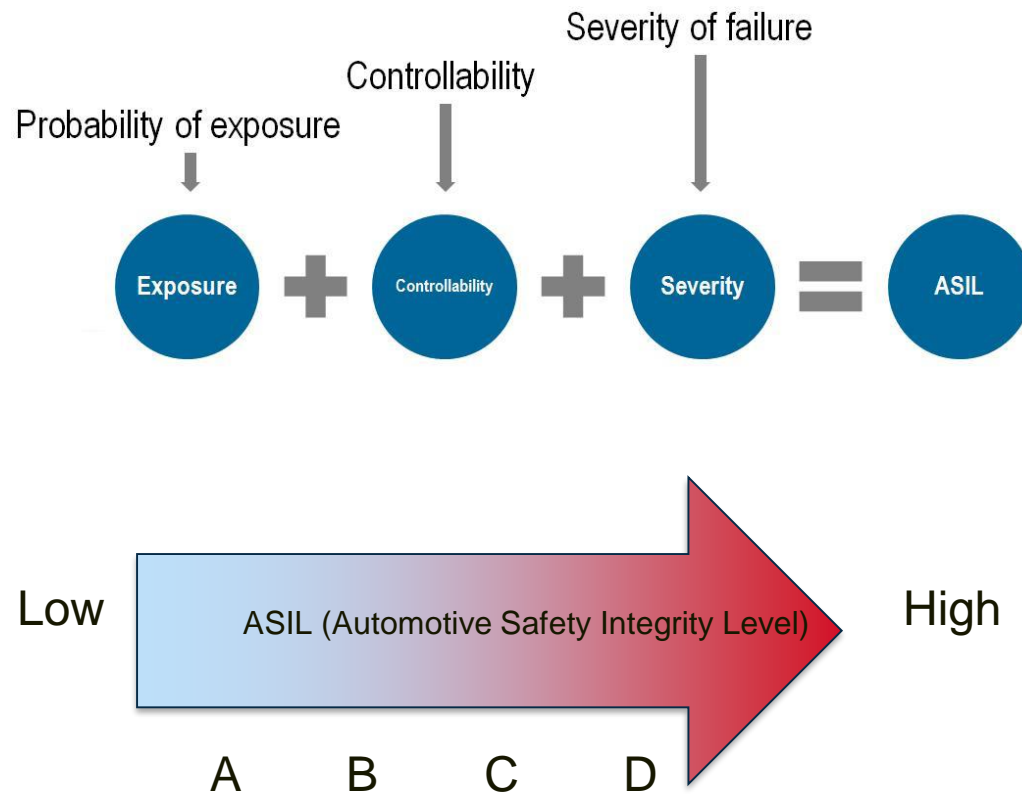 Severity of failure
Controllability
Probability of exposure
Exposure
Controllability
Severity
ASIL
Low
ASIL (Automotive Safety Integrity Level)
High
A B C D